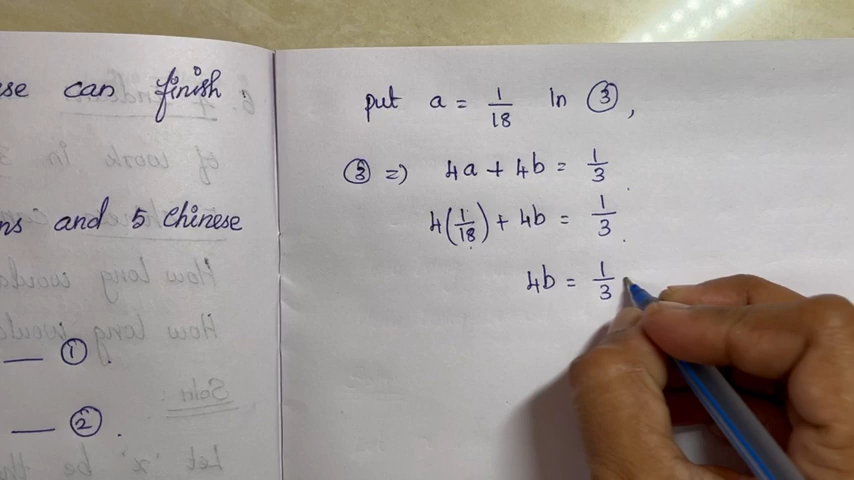 se can finish
ns and 5 chinese
— ①.
— ②.
put a = 1/18 in ③,
③ => 4a + 4b = 1/3.
4(1/18) + 4b = 1/3.
4b = 1/3